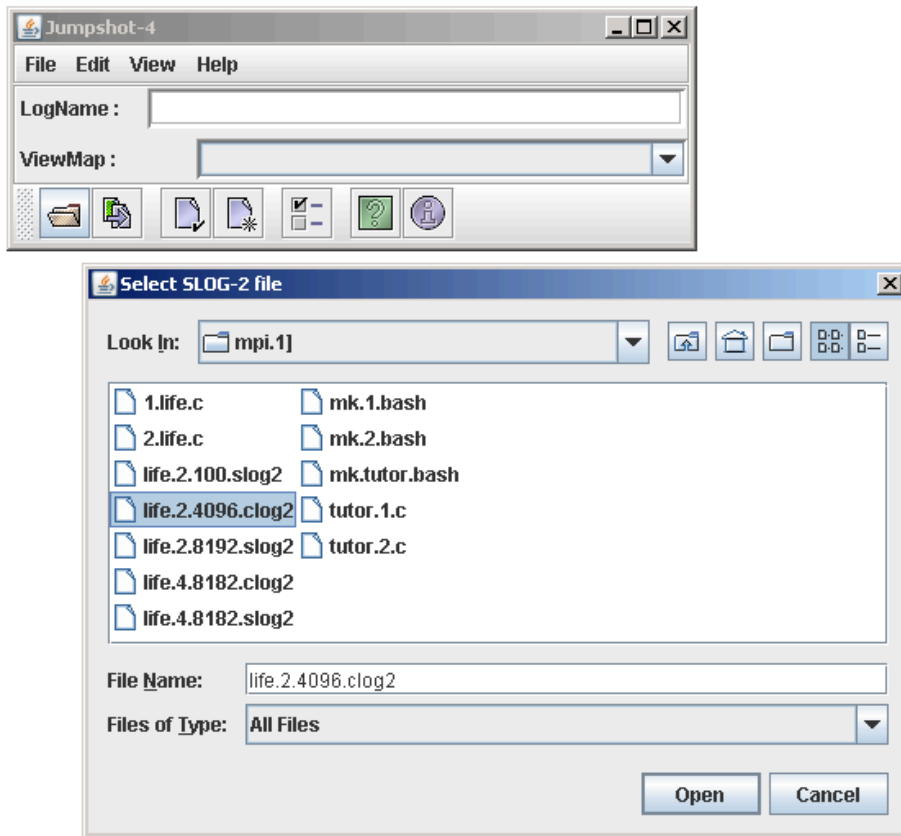 Jumpshot-4
File Edit View Help
LogName :
ViewMap :
Select SLOG-2 file
Look In: mpi.1]
1.life.c mk.1.bash
2.life.c mk.2.bash
life.2.100.slog2 mk.tutor.bash
life.2.4096.clog2 tutor.1.c
life.2.8192.slog2 tutor.2.c
life.4.8182.clog2
life.4.8182.slog2
File Name: life.2.4096.clog2
Files of Type: All Files
Open Cancel